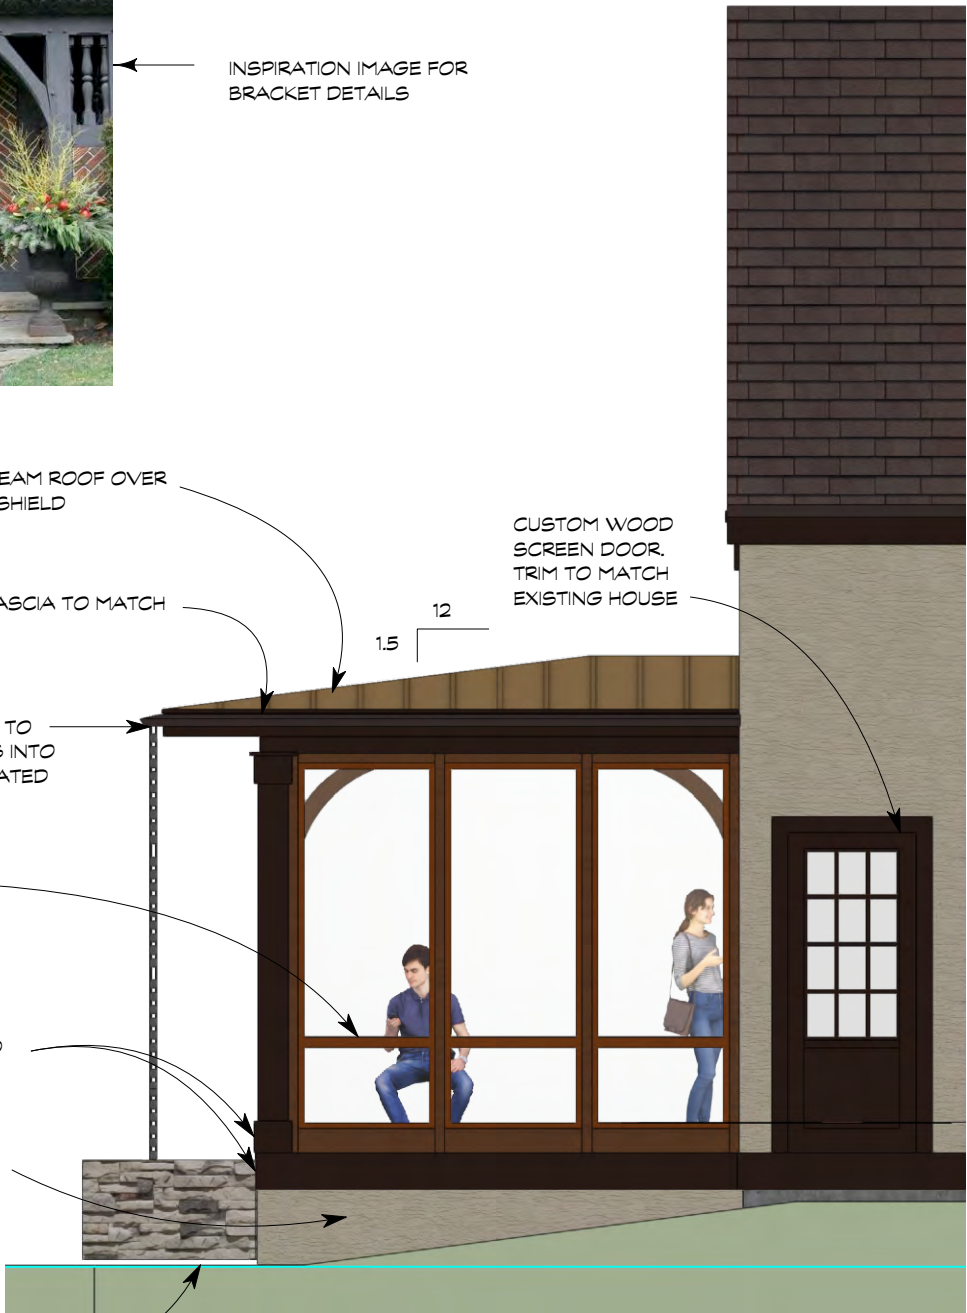 INSPIRATION IMAGE FOR
BRACKET DETAILS
EAM ROOF OVER
SHIELD
CUSTOM WOOD
SCREEN DOOR.
TRIM TO MATCH
EXISTING HOUSE
ASCIA TO MATCH
12
1.5
TO
INTO
ATED